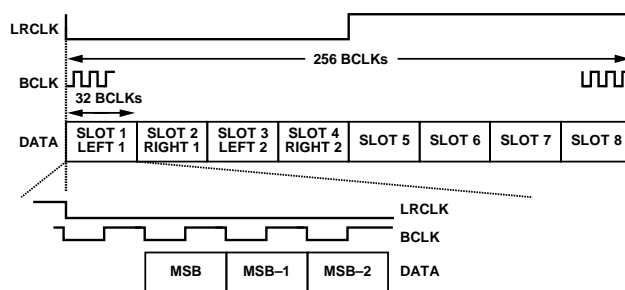 LRCLK
256 BCLKs
BCLK
32 BCLKs
DATA
SLOT 1
LEFT 1
SLOT 2
RIGHT 1
SLOT 3
LEFT 2
SLOT 4
RIGHT 2
SLOT 5
SLOT 6
SLOT 7
SLOT 8
LRCLK
BCLK
MSB
MSB–1
MSB–2
DATA